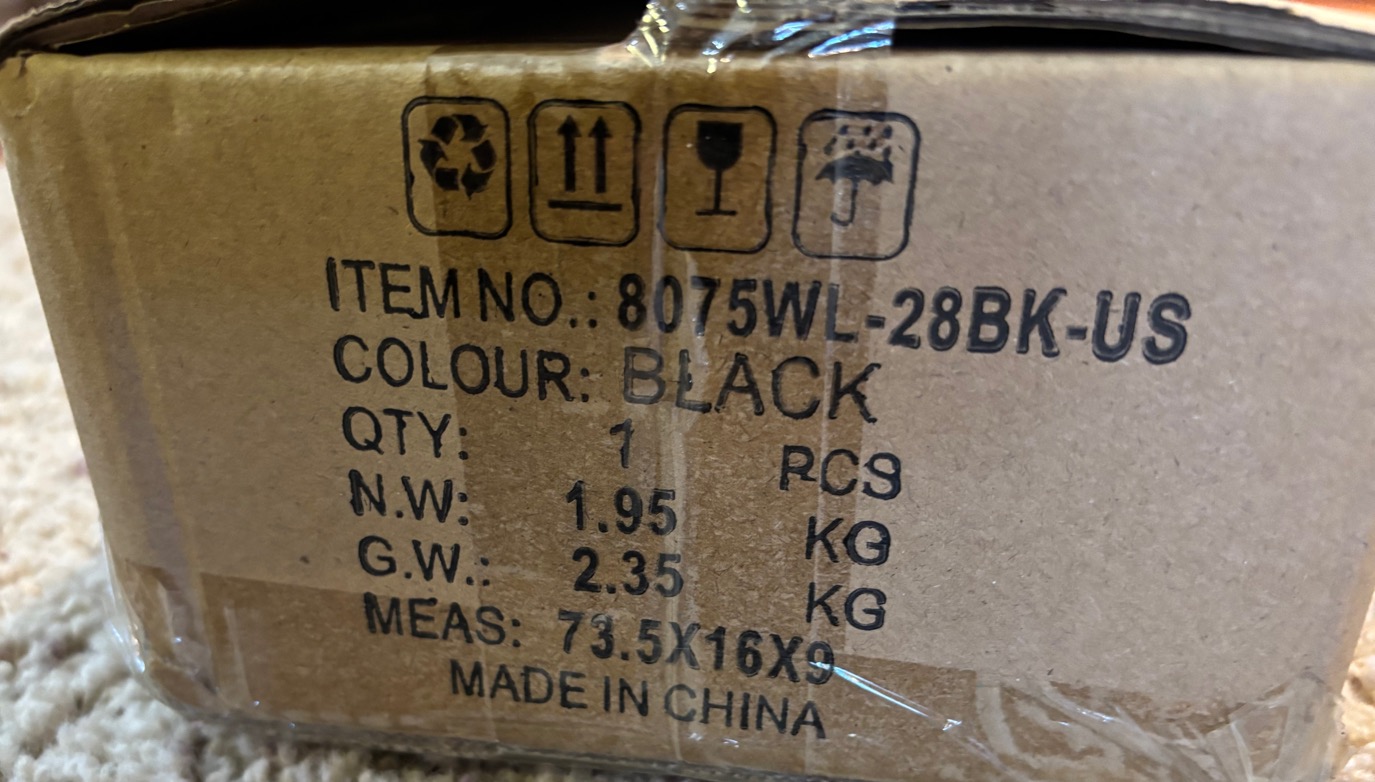 ITEM NO.: 8075WL-28BK-US
COLOUR: BLACK
QTY: 1 PCS
N.W: 1.95 KG
G.W.: 2.35 KG
MEAS: 73.5X16X9
MADE IN CHINA